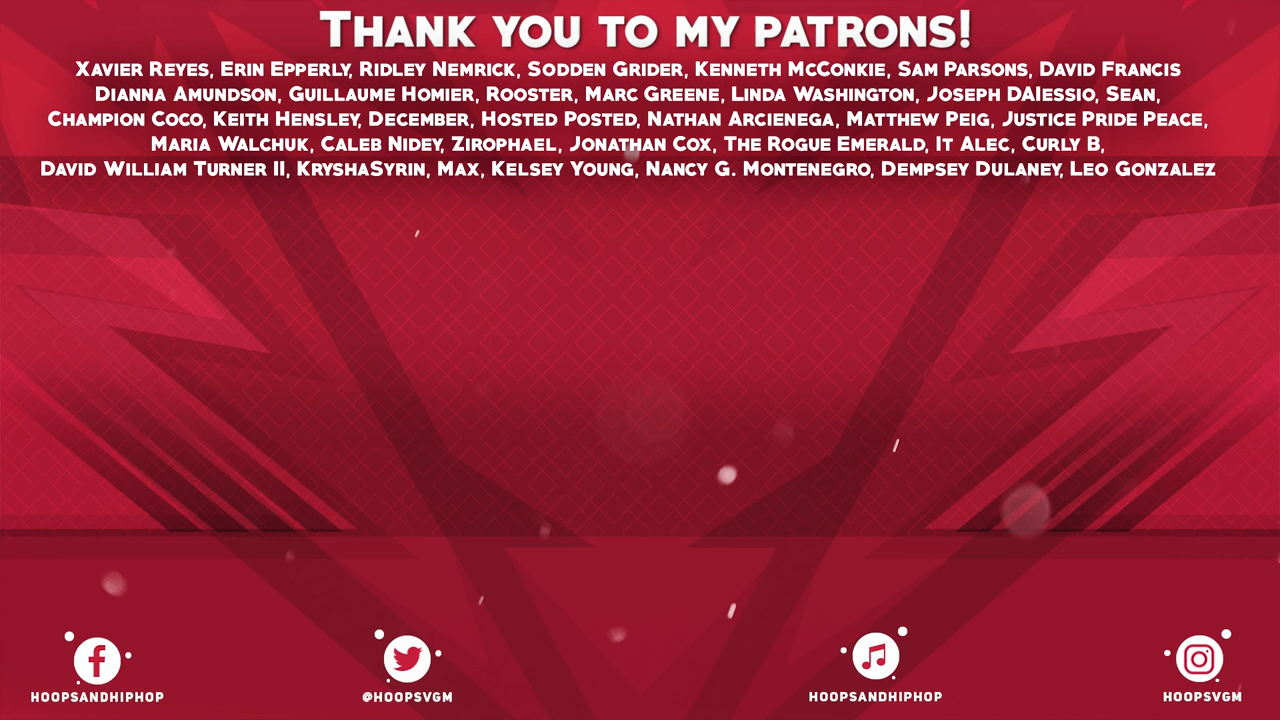 Thank you to my patrons!
Xavier Reyes, Erin Epperly, Ridley Nemrick, Sodden Grider, Kenneth McConkie, Sam Parsons, David Francis
Dianna Amundson, Guillaume Homier, Rooster, Marc Greene, Linda Washington, Joseph DAlessio, Sean,
Champion Coco, Keith Hensley, December, Hosted Posted, Nathan Arcienega, Matthew Peig, Justice Pride Peace,
Maria Walchuk, Caleb Nidey, Zirophael, Jonathan Cox, The Rogue Emerald, It Alec, Curly B,
David William Turner II, KryshaSyrin, Max, Kelsey Young, Nancy G. Montenegro, Dempsey Dulaney, Leo Gonzalez
HOOPSANDHIPHOP
@HOOPSVGM
HOOPSANDHIPHOP
HOOPSVGM